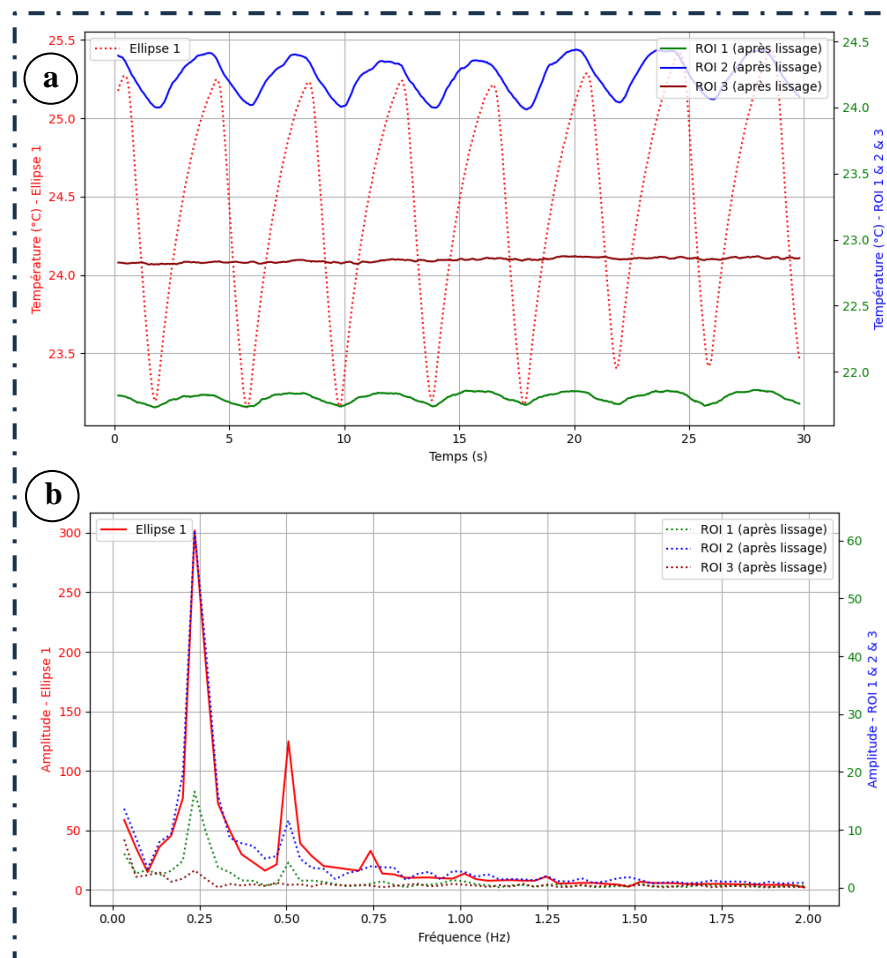 a
25.5
25.0
24.5
24.0
23.5
Température (°C) - Ellipse 1
Ellipse 1
ROI 1 (après lissage)
ROI 2 (après lissage)
ROI 3 (après lissage)
24.5
24.0
23.5
23.0
22.5
22.0
Température (°C) - ROI 1 & 2 & 3
0
5
10
15
20
25
30
Temps (s)
b
300
250
200
150
100
50
0
Amplitude - Ellipse 1
Ellipse 1
ROI 1 (après lissage)
ROI 2 (après lissage)
ROI 3 (après lissage)
60
50
40
30
20
10
0
Amplitude - ROI 1 & 2 & 3
0.00
0.25
0.50
0.75
1.00
1.25
1.50
1.75
2.00
Fréquence (Hz)